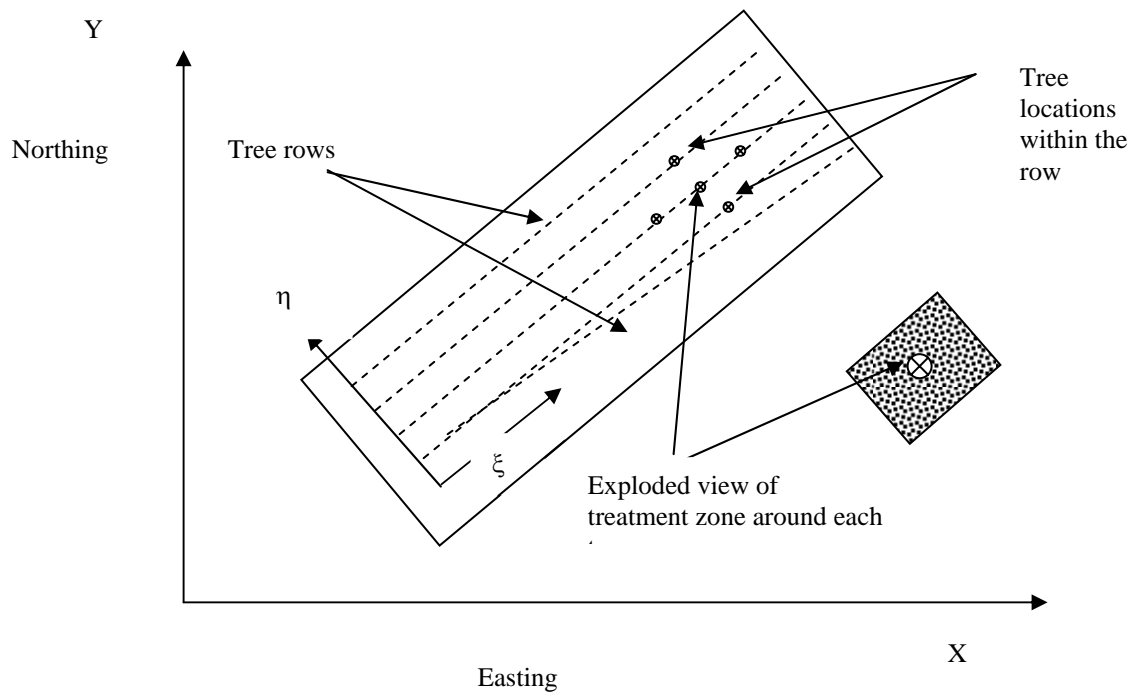 Y
Northing
Tree rows
Tree
locations
within the
row
η
ξ
Exploded view of
treatment zone around each
X
Easting